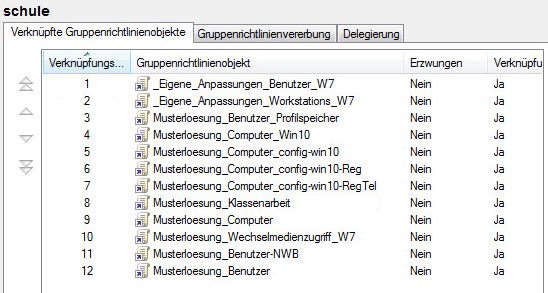 schule
Verknüpfte Gruppenrichtlinienobjekte Gruppenrichtlinienvererbung Delegierung
Verknüpfungs... Gruppenrichtlinienobjekt Erzwungen Verknüpfu
1 _Eigene_Anpassungen_Benutzer_W7 Nein Ja
2 _Eigene_Anpassungen_Workstations_W7 Nein Ja
3 Musterloesung_Benutzer_Profilspeicher Nein Ja
4 Musterloesung_Computer_Win10 Nein Ja
5 Musterloesung_Computer_config-win10 Nein Ja
6 Musterloesung_Computer_config-win10-Reg Nein Ja
7 Musterloesung_Computer_config-win10-RegTel Nein Ja
8 Musterloesung_Klassenarbeit Nein Ja
9 Musterloesung_Computer Nein Ja
10 Musterloesung_Wechselmedienzugriff_W7 Nein Ja
11 Musterloesung_Benutzer-NWB Nein Ja
12 Musterloesung_Benutzer Nein Ja